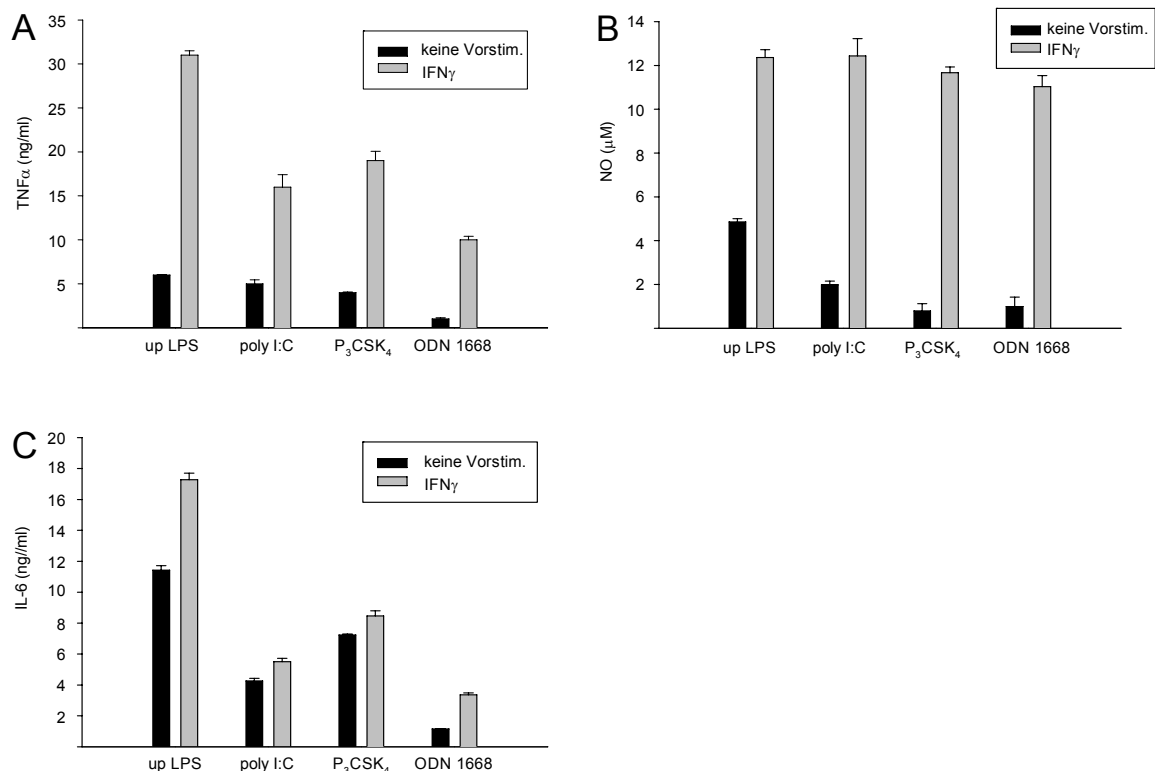 A
35
30
25
20
15
10
5
TNFα (ng/ml)
keine Vorstim.
IFNγ
up LPS
poly I:C
P₃CSK₄
ODN 1668
B
14
12
10
8
6
4
2
NO (μM)
keine Vorstim.
IFNγ
up LPS
poly I:C
P₃CSK₄
ODN 1668
C
20
18
16
14
12
10
8
6
4
2
IL-6 (ng//ml)
keine Vorstim.
IFNγ
up LPS
poly I:C
P₃CSK₄
ODN 1668